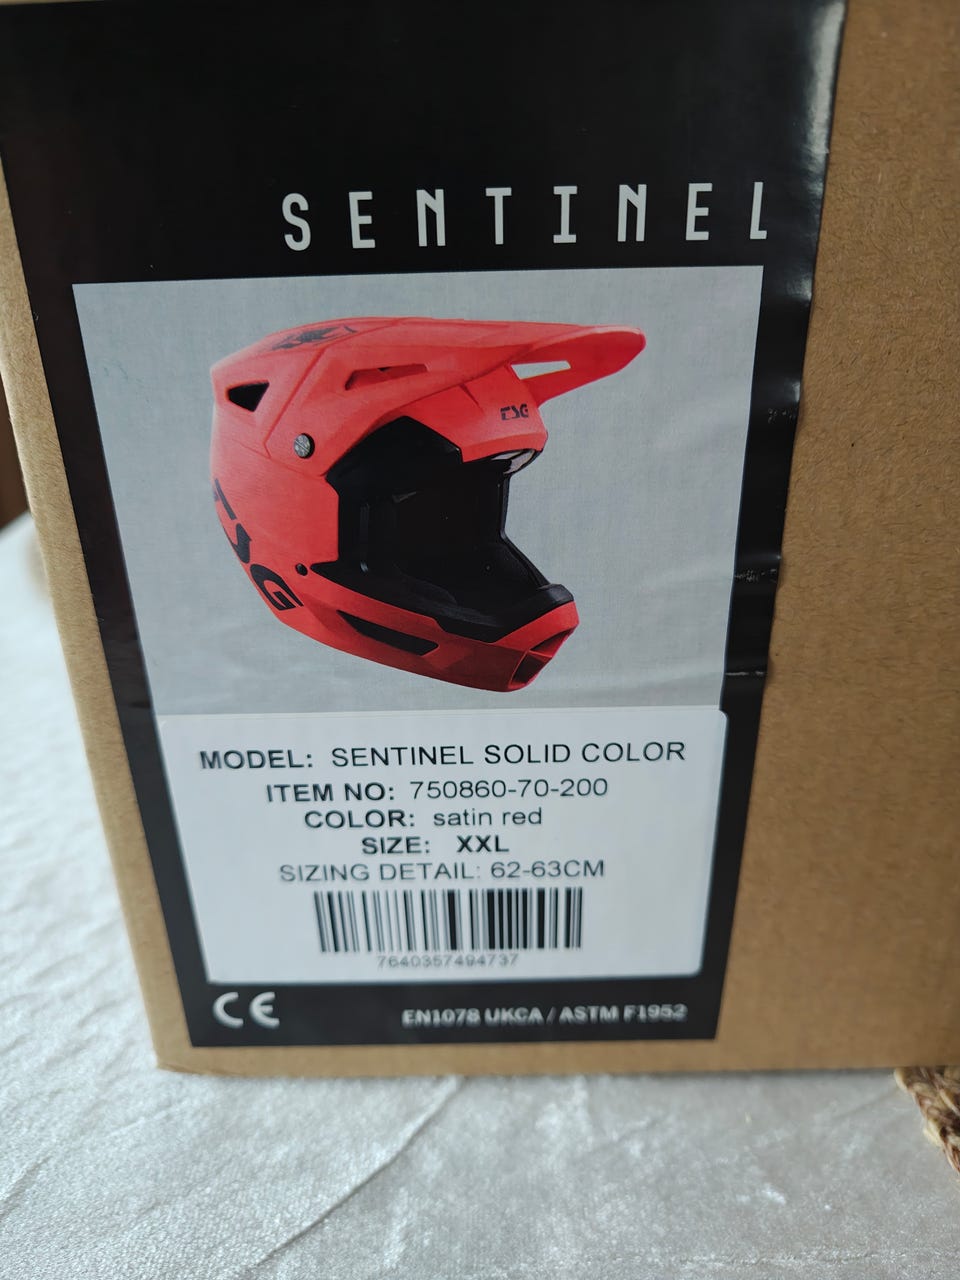 SENTINEL
TSG
TSG
MODEL: SENTINEL SOLID COLOR
ITEM NO: 750860-70-200
COLOR: satin red
SIZE: XXL
SIZING DETAIL: 62-63CM
7640357494737
CE EN1078 UKCA / ASTM F1952